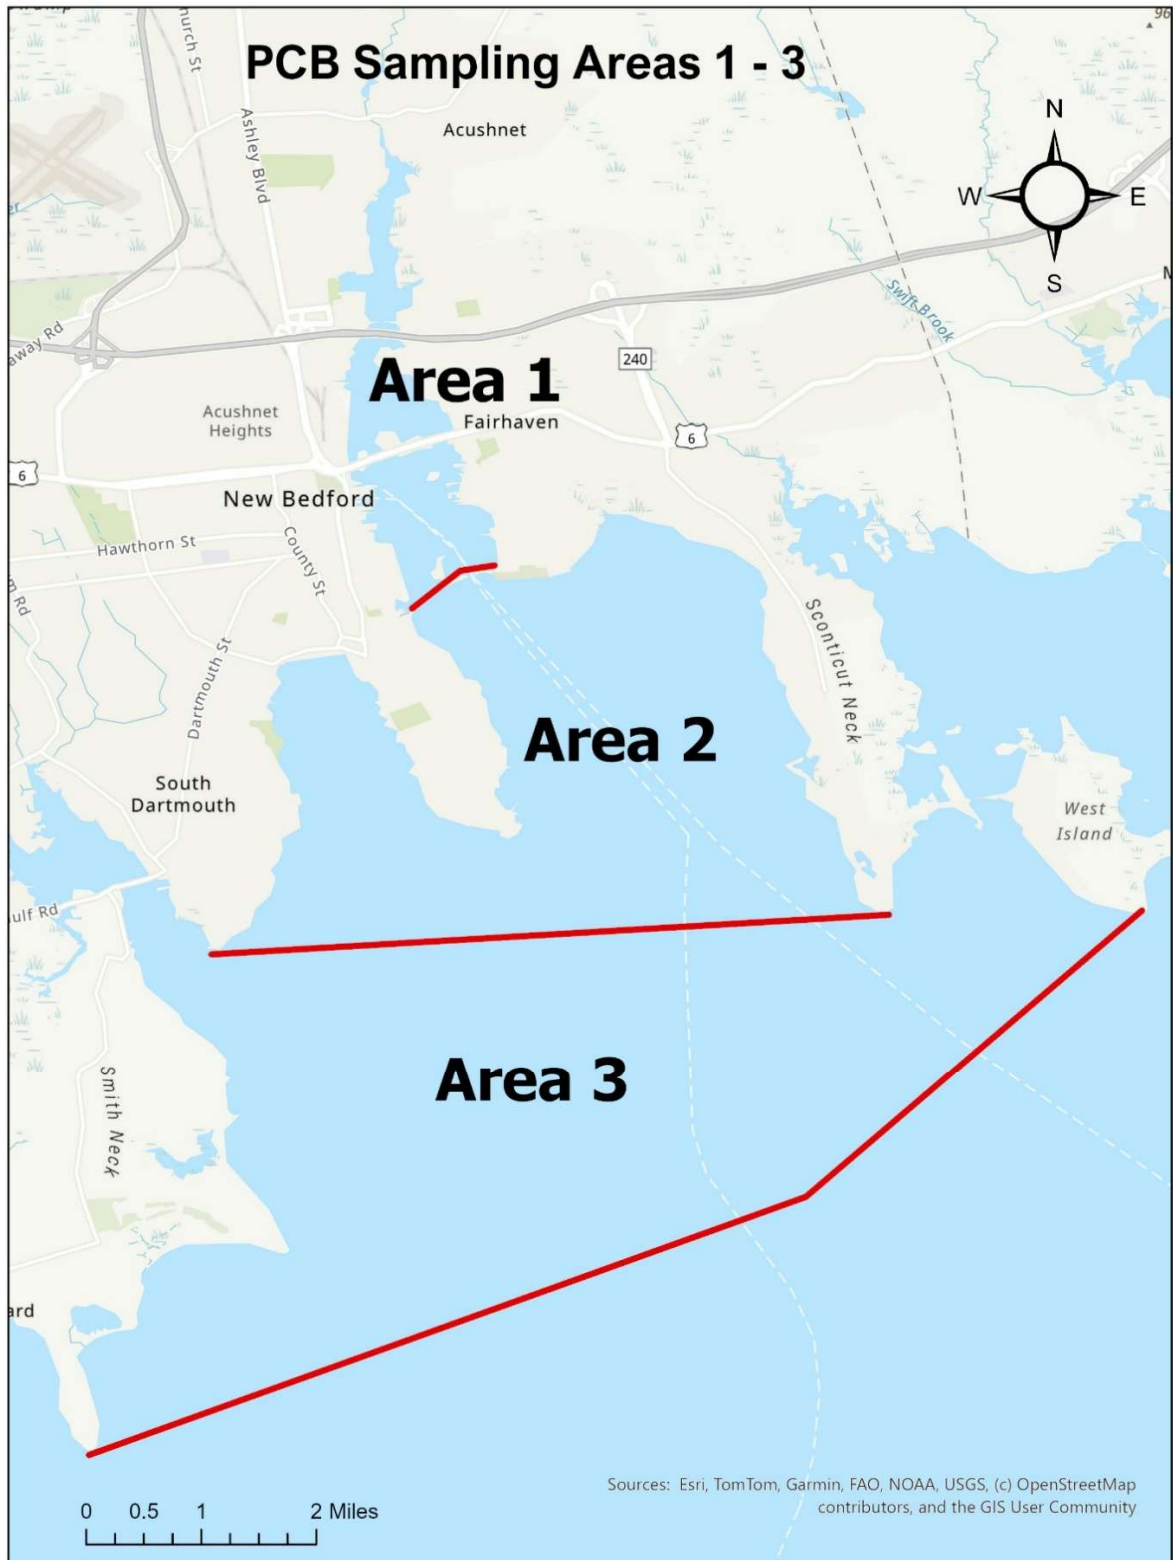 96
PCB Sampling Areas 1 - 3
Ashley Blvd
Acushnet
N
W
E
S
Swift Brook
240
Area 1
Acushnet
Heights
Fairhaven
6
6
New Bedford
Hawthorn St
County St
Dartmouth St
Sconticut Neck
Area 2
South
Dartmouth
West
Island
Area 3
Smith Neck
Sources: Esri, TomTom, Garmin, FAO, NOAA, USGS, (c) OpenStreetMap
contributors, and the GIS User Community
0 0.5 1 2 Miles